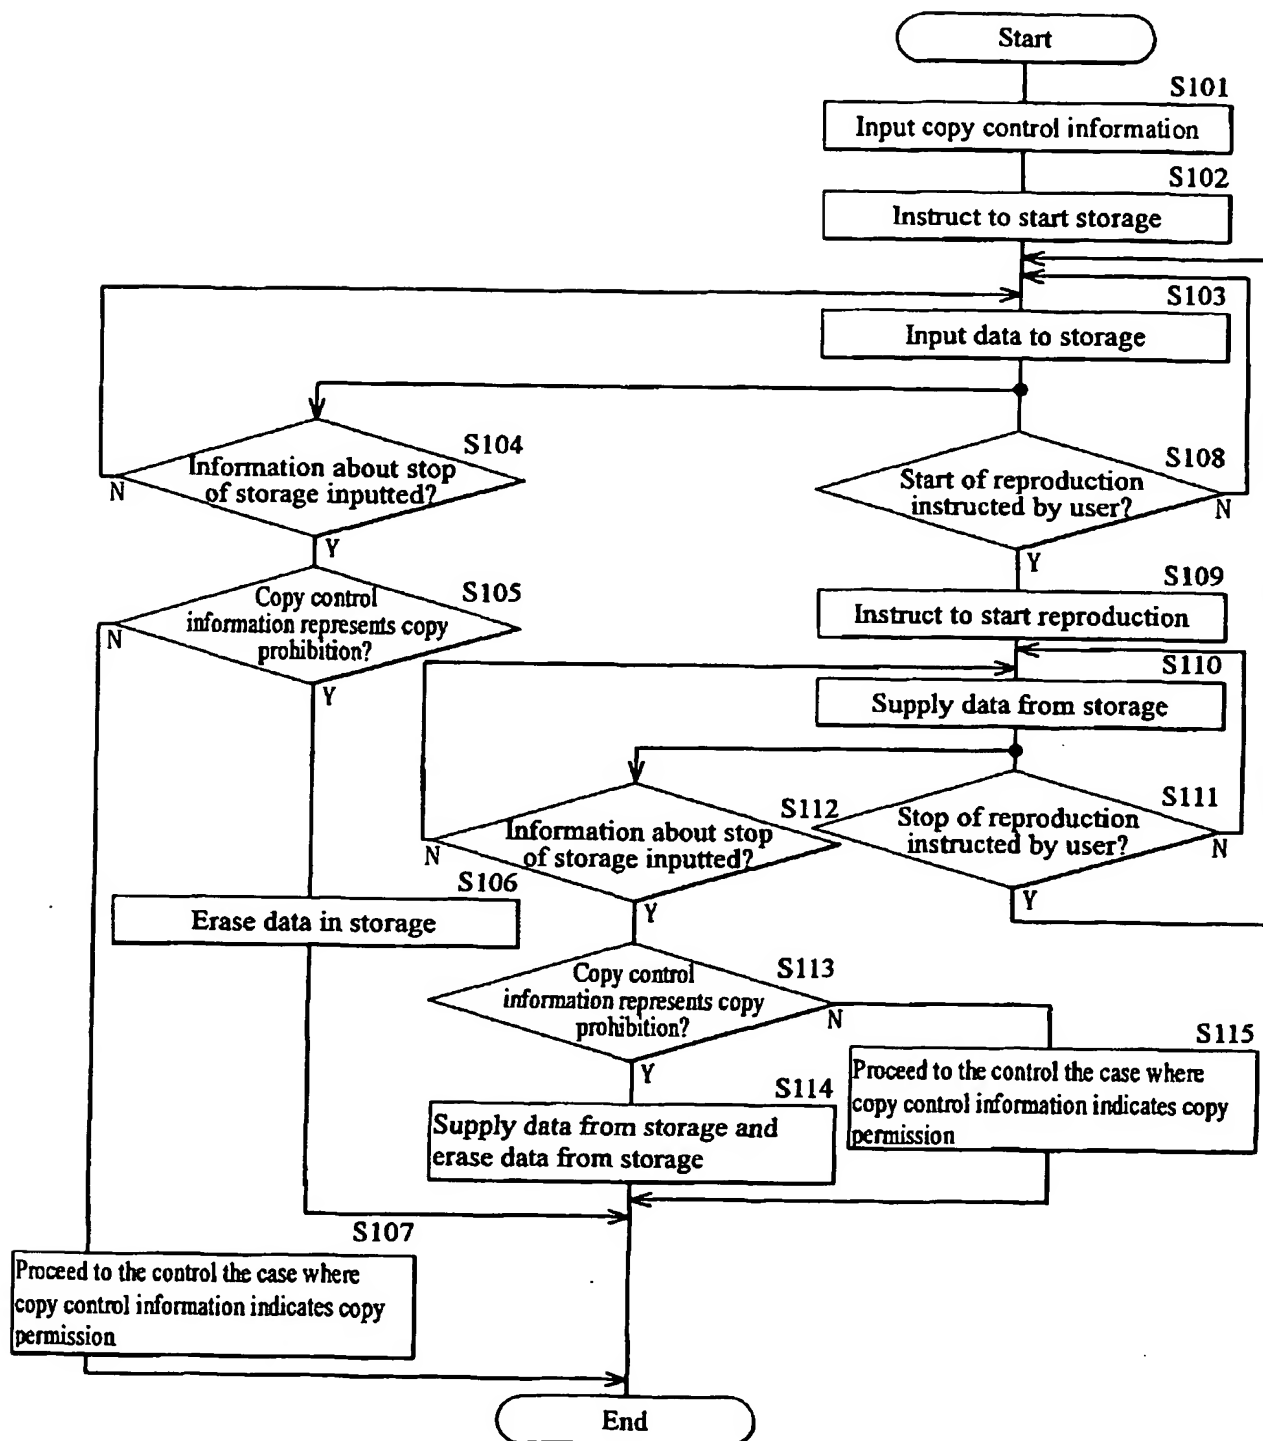 Start
S101
Input copy control information
S102
Instruct to start storage
S103
Input data to storage
S104
Information about stop
of storage inputted?
N
Y
S108
Start of reproduction
instructed by user?
N
Y
S105
Copy control
information represents copy
prohibition?
N
Y
S109
Instruct to start reproduction
S110
Supply data from storage
S112
Information about stop
of storage inputted?
N
Y
S111
Stop of reproduction
instructed by user?
N
Y
S106
Erase data in storage
S113
Copy control
information represents copy
prohibition?
N
Y
S115
Proceed to the control the case where
copy control information indicates copy
permission
S114
Supply data from storage and
erase data from storage
S107
Proceed to the control the case where
copy control information indicates copy
permission
End